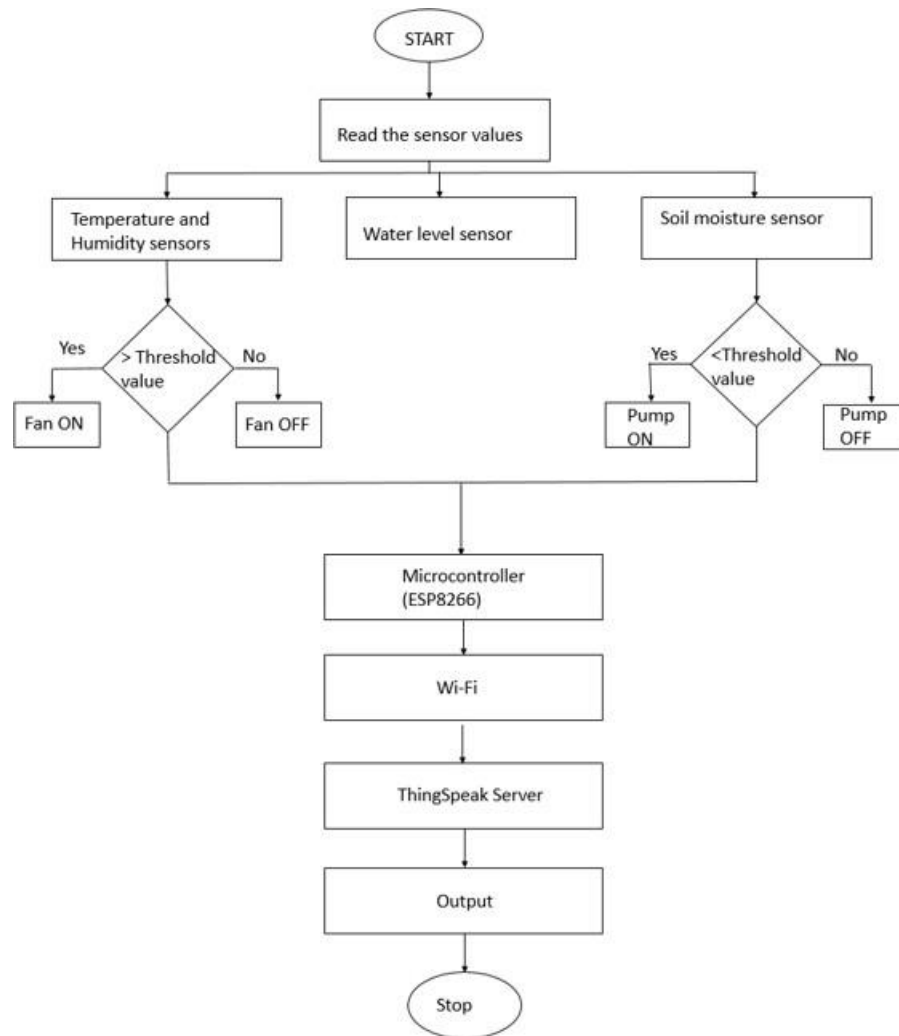 START
Read the sensor values
Temperature and
Humidity sensors
Water level sensor
Soil moisture sensor
Yes
> Threshold
value
No
Yes
<Threshold
value
No
Fan ON
Fan OFF
Pump
ON
Pump
OFF
Microcontroller
(ESP8266)
Wi-Fi
ThingSpeak Server
Output
Stop